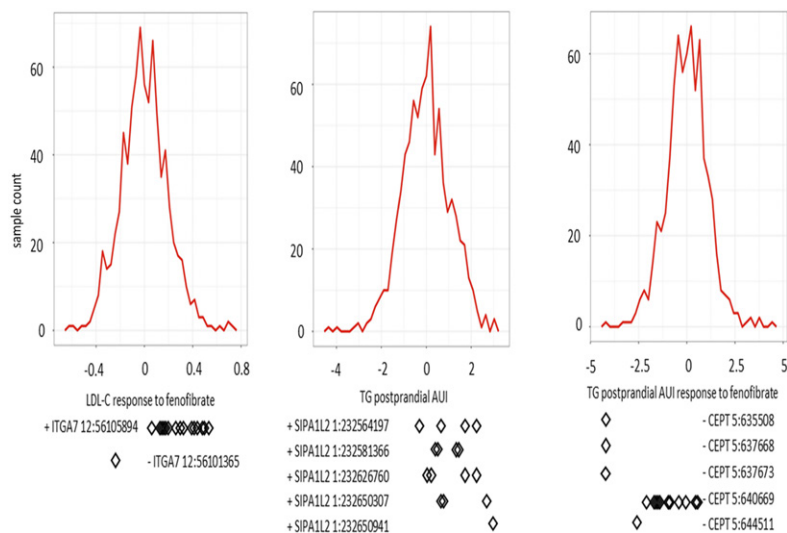 sample count
60
40
20
0
-0.4
0
0.4
0.8
LDL-C response to fenofibrate
+ ITGA7 12:56105894
- ITGA7 12:56101365
60
40
20
0
-4
-2
0
2
TG postprandial AUI
+ SIPA1L2 1:232564197
+ SIPA1L2 1:232581366
+ SIPA1L2 1:232626760
+ SIPA1L2 1:232650307
+ SIPA1L2 1:232650941
60
40
20
0
-5
-2.5
0
2.5
5
TG postprandial AUI response to fenofibrate
- CEPT 5:635508
- CEPT 5:637668
- CEPT 5:637673
- CEPT 5:640669
- CEPT 5:644511